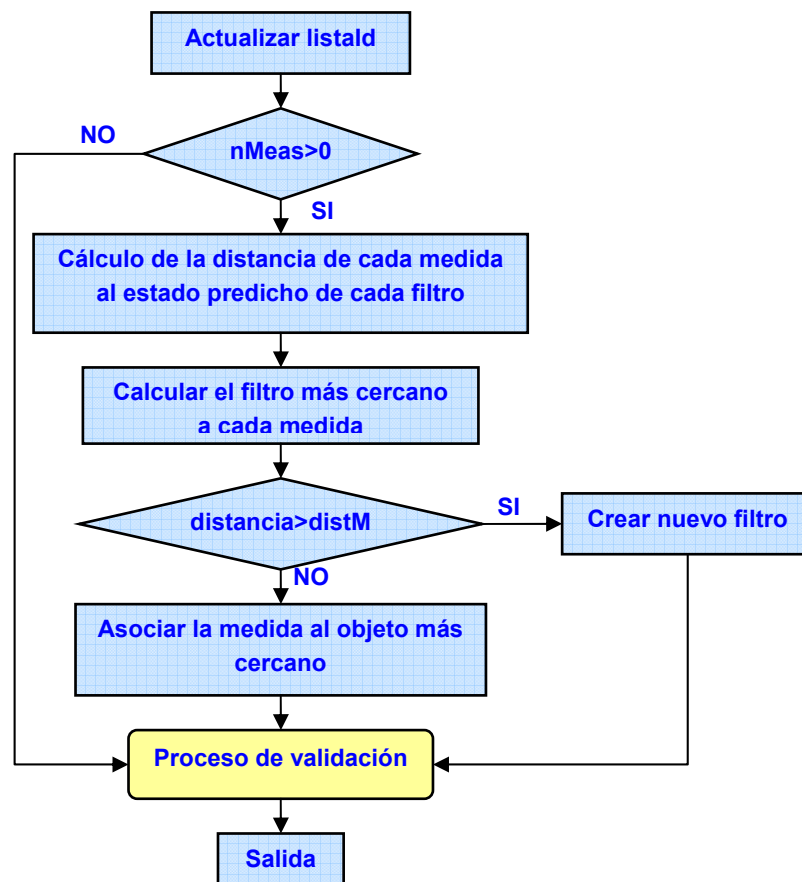 Actualizar listaId
NO
nMeas>0
SI
Cálculo de la distancia de cada medida
al estado predicho de cada filtro
Calcular el filtro más cercano
a cada medida
distancia>distM
SI
Crear nuevo filtro
NO
Asociar la medida al objeto más
cercano
Proceso de validación
Salida